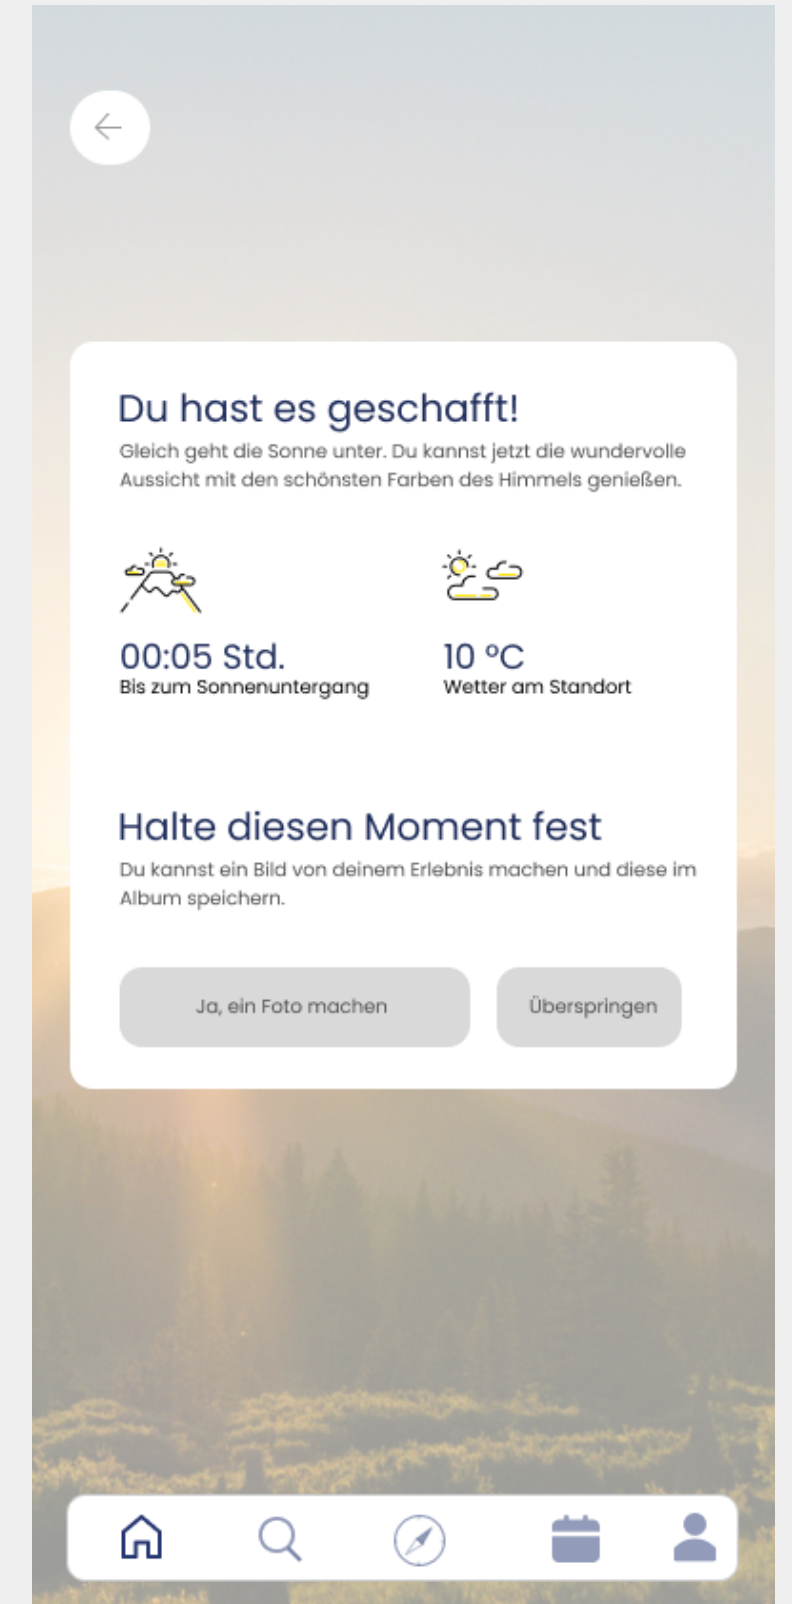 Du hast es geschafft!
Gleich geht die Sonne unter. Du kannst jetzt die wundervolle
Aussicht mit den schönsten Farben des Himmels genießen.
00:05 Std.
Bis zum Sonnenuntergang
10 °C
Wetter am Standort
Halte diesen Moment fest
Du kannst ein Bild von deinem Erlebnis machen und diese im
Album speichern.
Ja, ein Foto machen
Überspringen